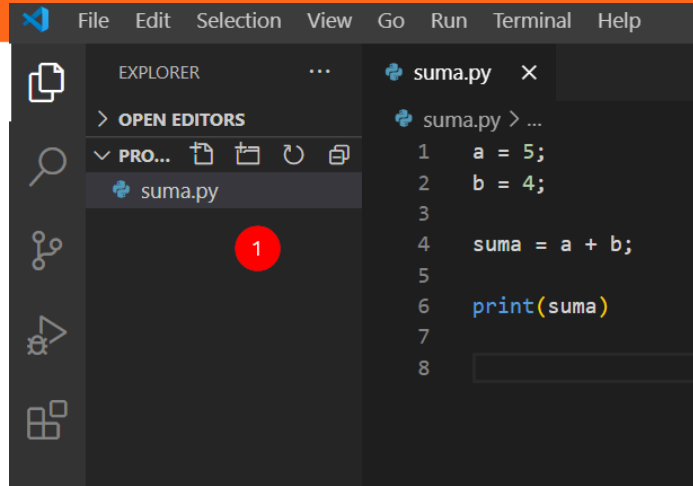 File Edit Selection View Go Run Terminal Help
EXPLORER ...
OPEN EDITORS
PRO...
suma.py
1
suma.py ×
suma.py > ...
1 a = 5;
2 b = 4;
3
4 suma = a + b;
5
6 print(suma)
7
8